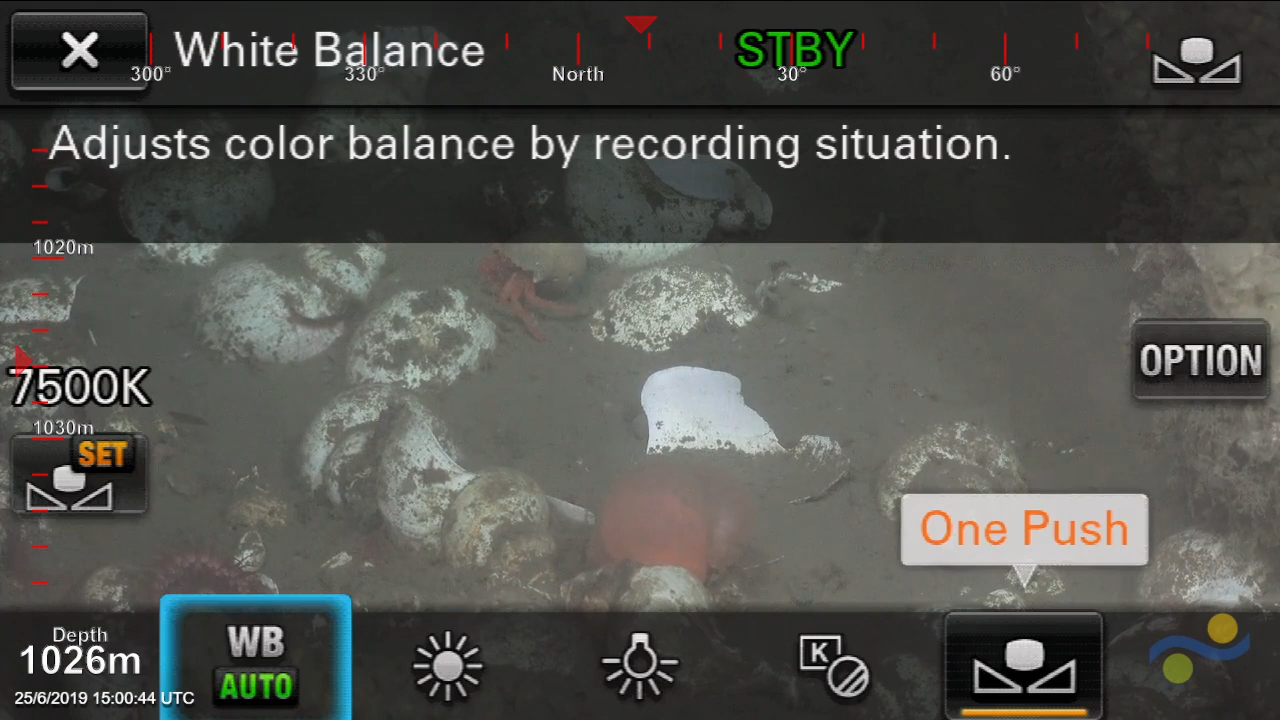 White Balance
STBY
300°
330°
North
30°
60°
Adjusts color balance by recording situation.
1020m
OPTION
7500K
1030m
SET
One Push
Depth
1026m
25/6/2019 15:00:44 UTC
WB
AUTO
K